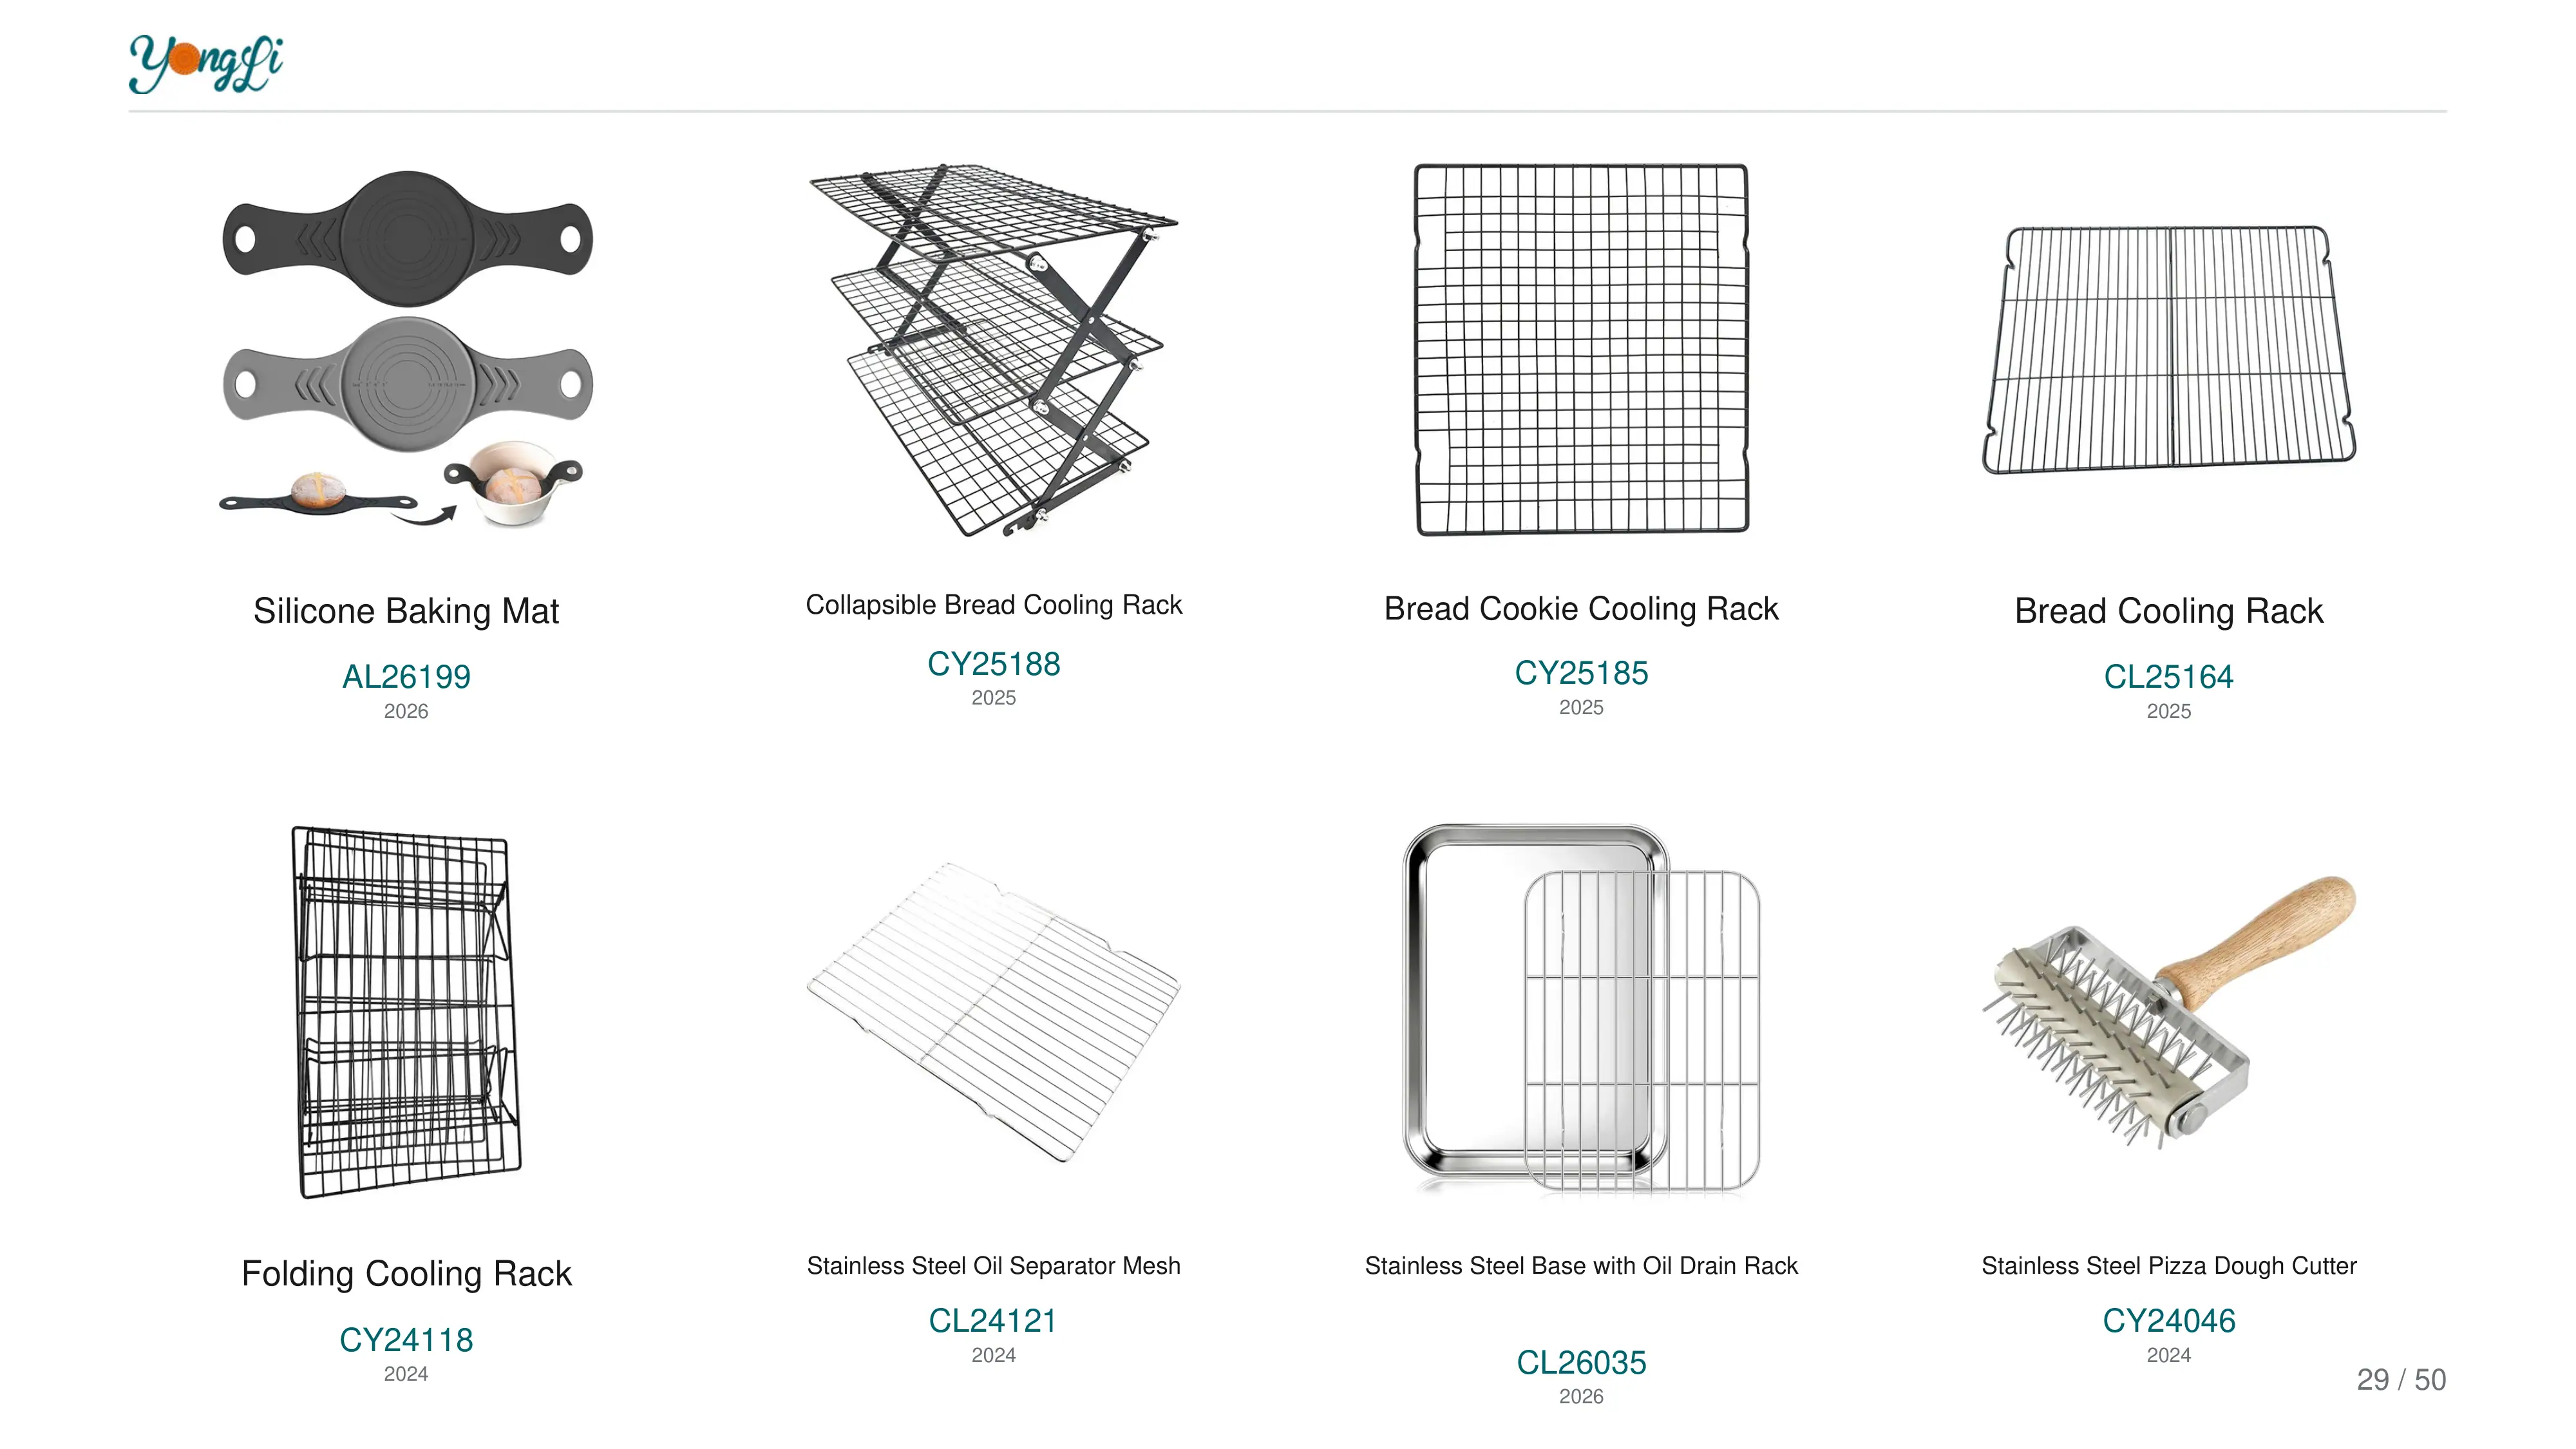 YongLi
Silicone Baking Mat
AL26199
2026
Collapsible Bread Cooling Rack
CY25188
2025
Bread Cookie Cooling Rack
CY25185
2025
Bread Cooling Rack
CL25164
2025
Folding Cooling Rack
CY24118
2024
Stainless Steel Oil Separator Mesh
CL24121
2024
Stainless Steel Base with Oil Drain Rack
CL26035
2026
Stainless Steel Pizza Dough Cutter
CY24046
2024
29 / 50